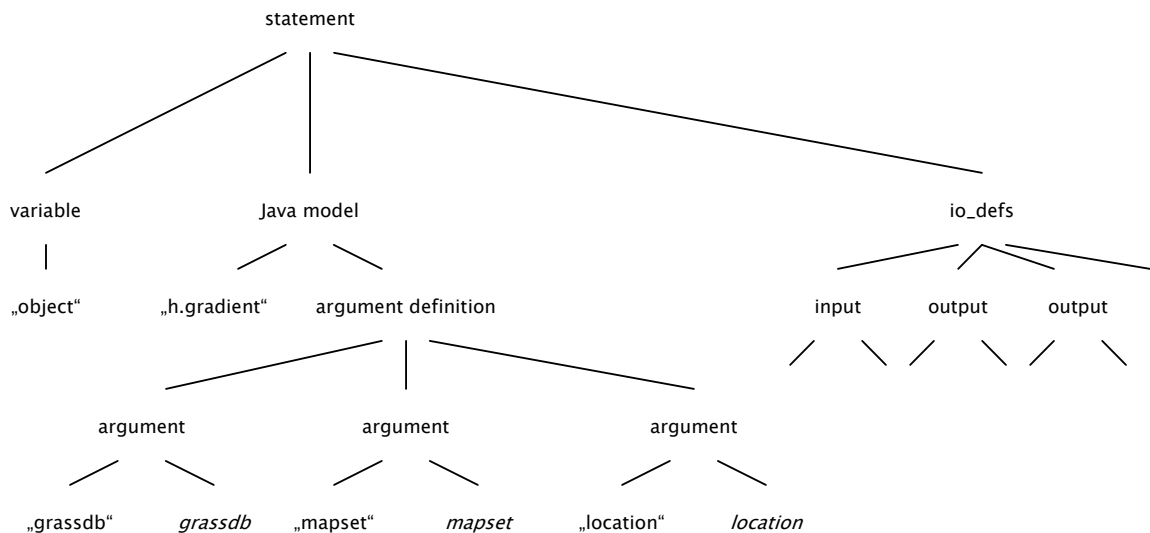 statement
variable
Java model
io_defs
„object“
„h.gradient“
argument definition
input
output
output
argument
argument
argument
„grassdb“
grassdb
„mapset“
mapset
„location“
location